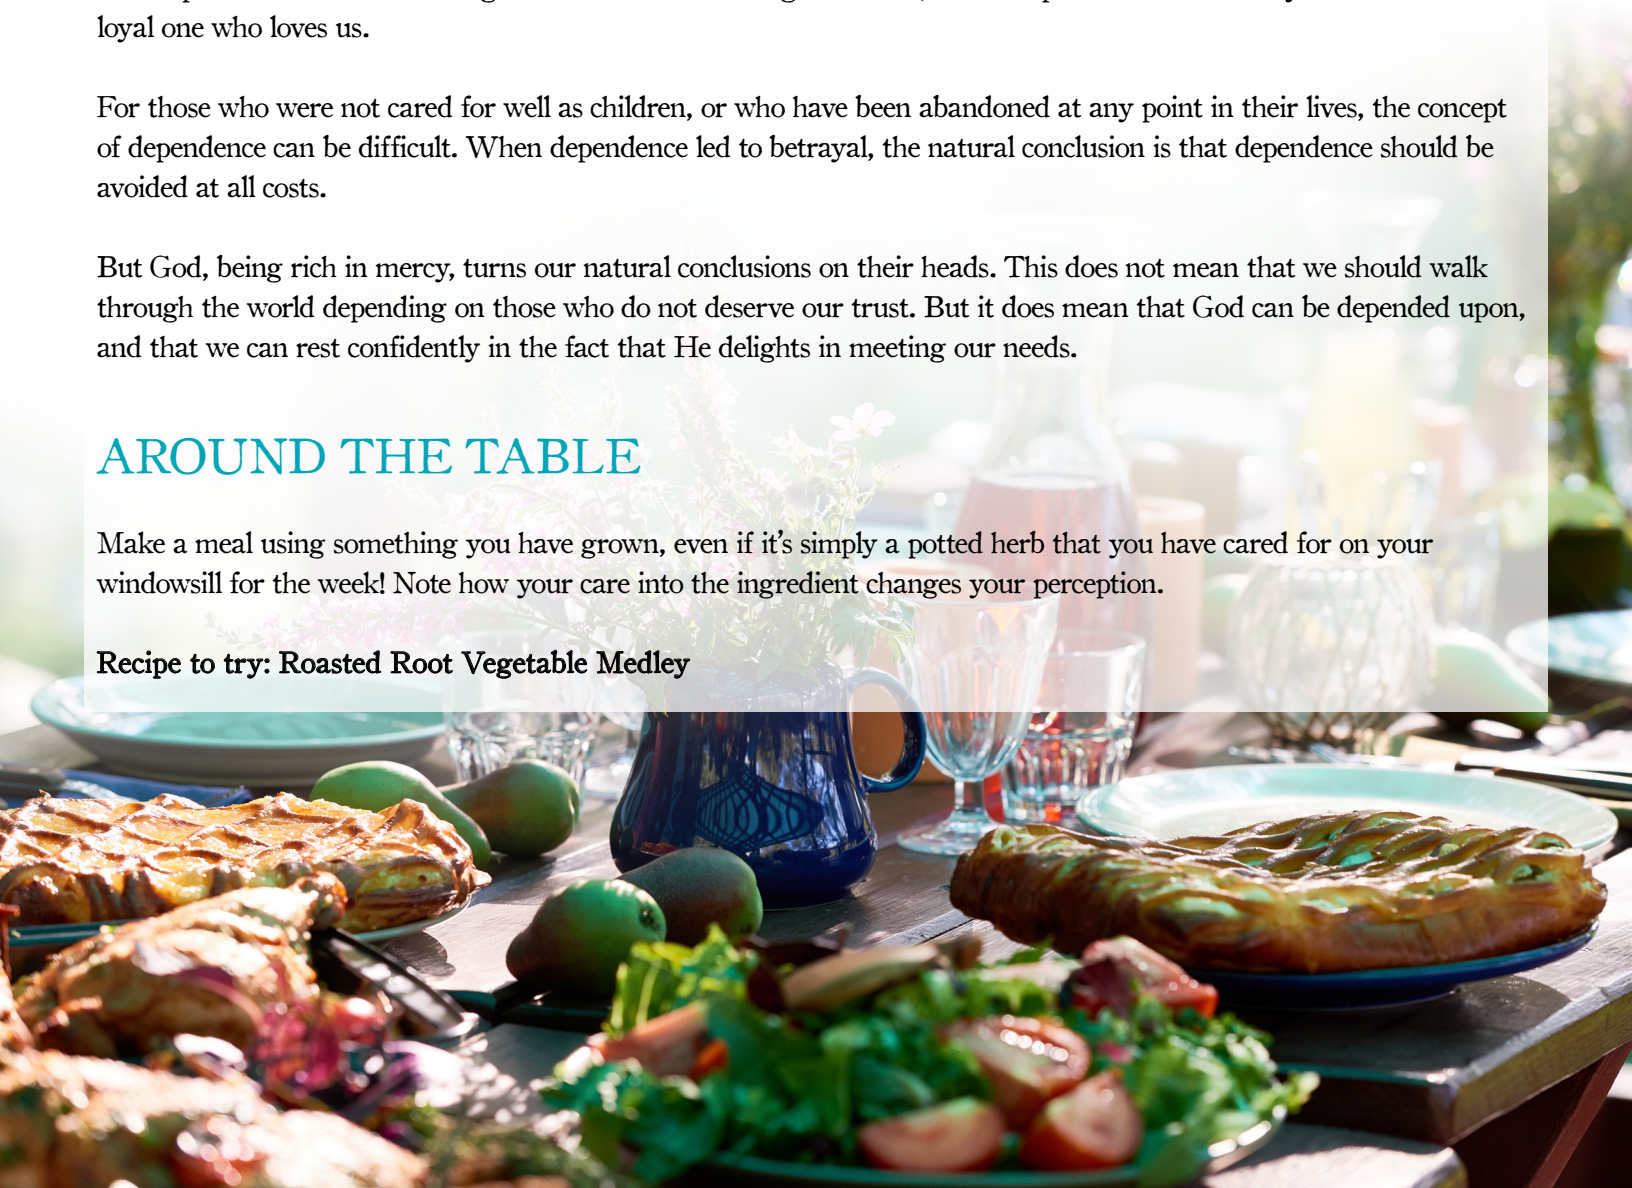 loyal one who loves us.
For those who were not cared for well as children, or who have been abandoned at any point in their lives, the concept
of dependence can be difficult. When dependence led to betrayal, the natural conclusion is that dependence should be
avoided at all costs.
But God, being rich in mercy, turns our natural conclusions on their heads. This does not mean that we should walk
through the world depending on those who do not deserve our trust. But it does mean that God can be depended upon,
and that we can rest confidently in the fact that He delights in meeting our needs.
AROUND THE TABLE
Make a meal using something you have grown, even if it’s simply a potted herb that you have cared for on your
windowsill for the week! Note how your care into the ingredient changes your perception.
Recipe to try: Roasted Root Vegetable Medley